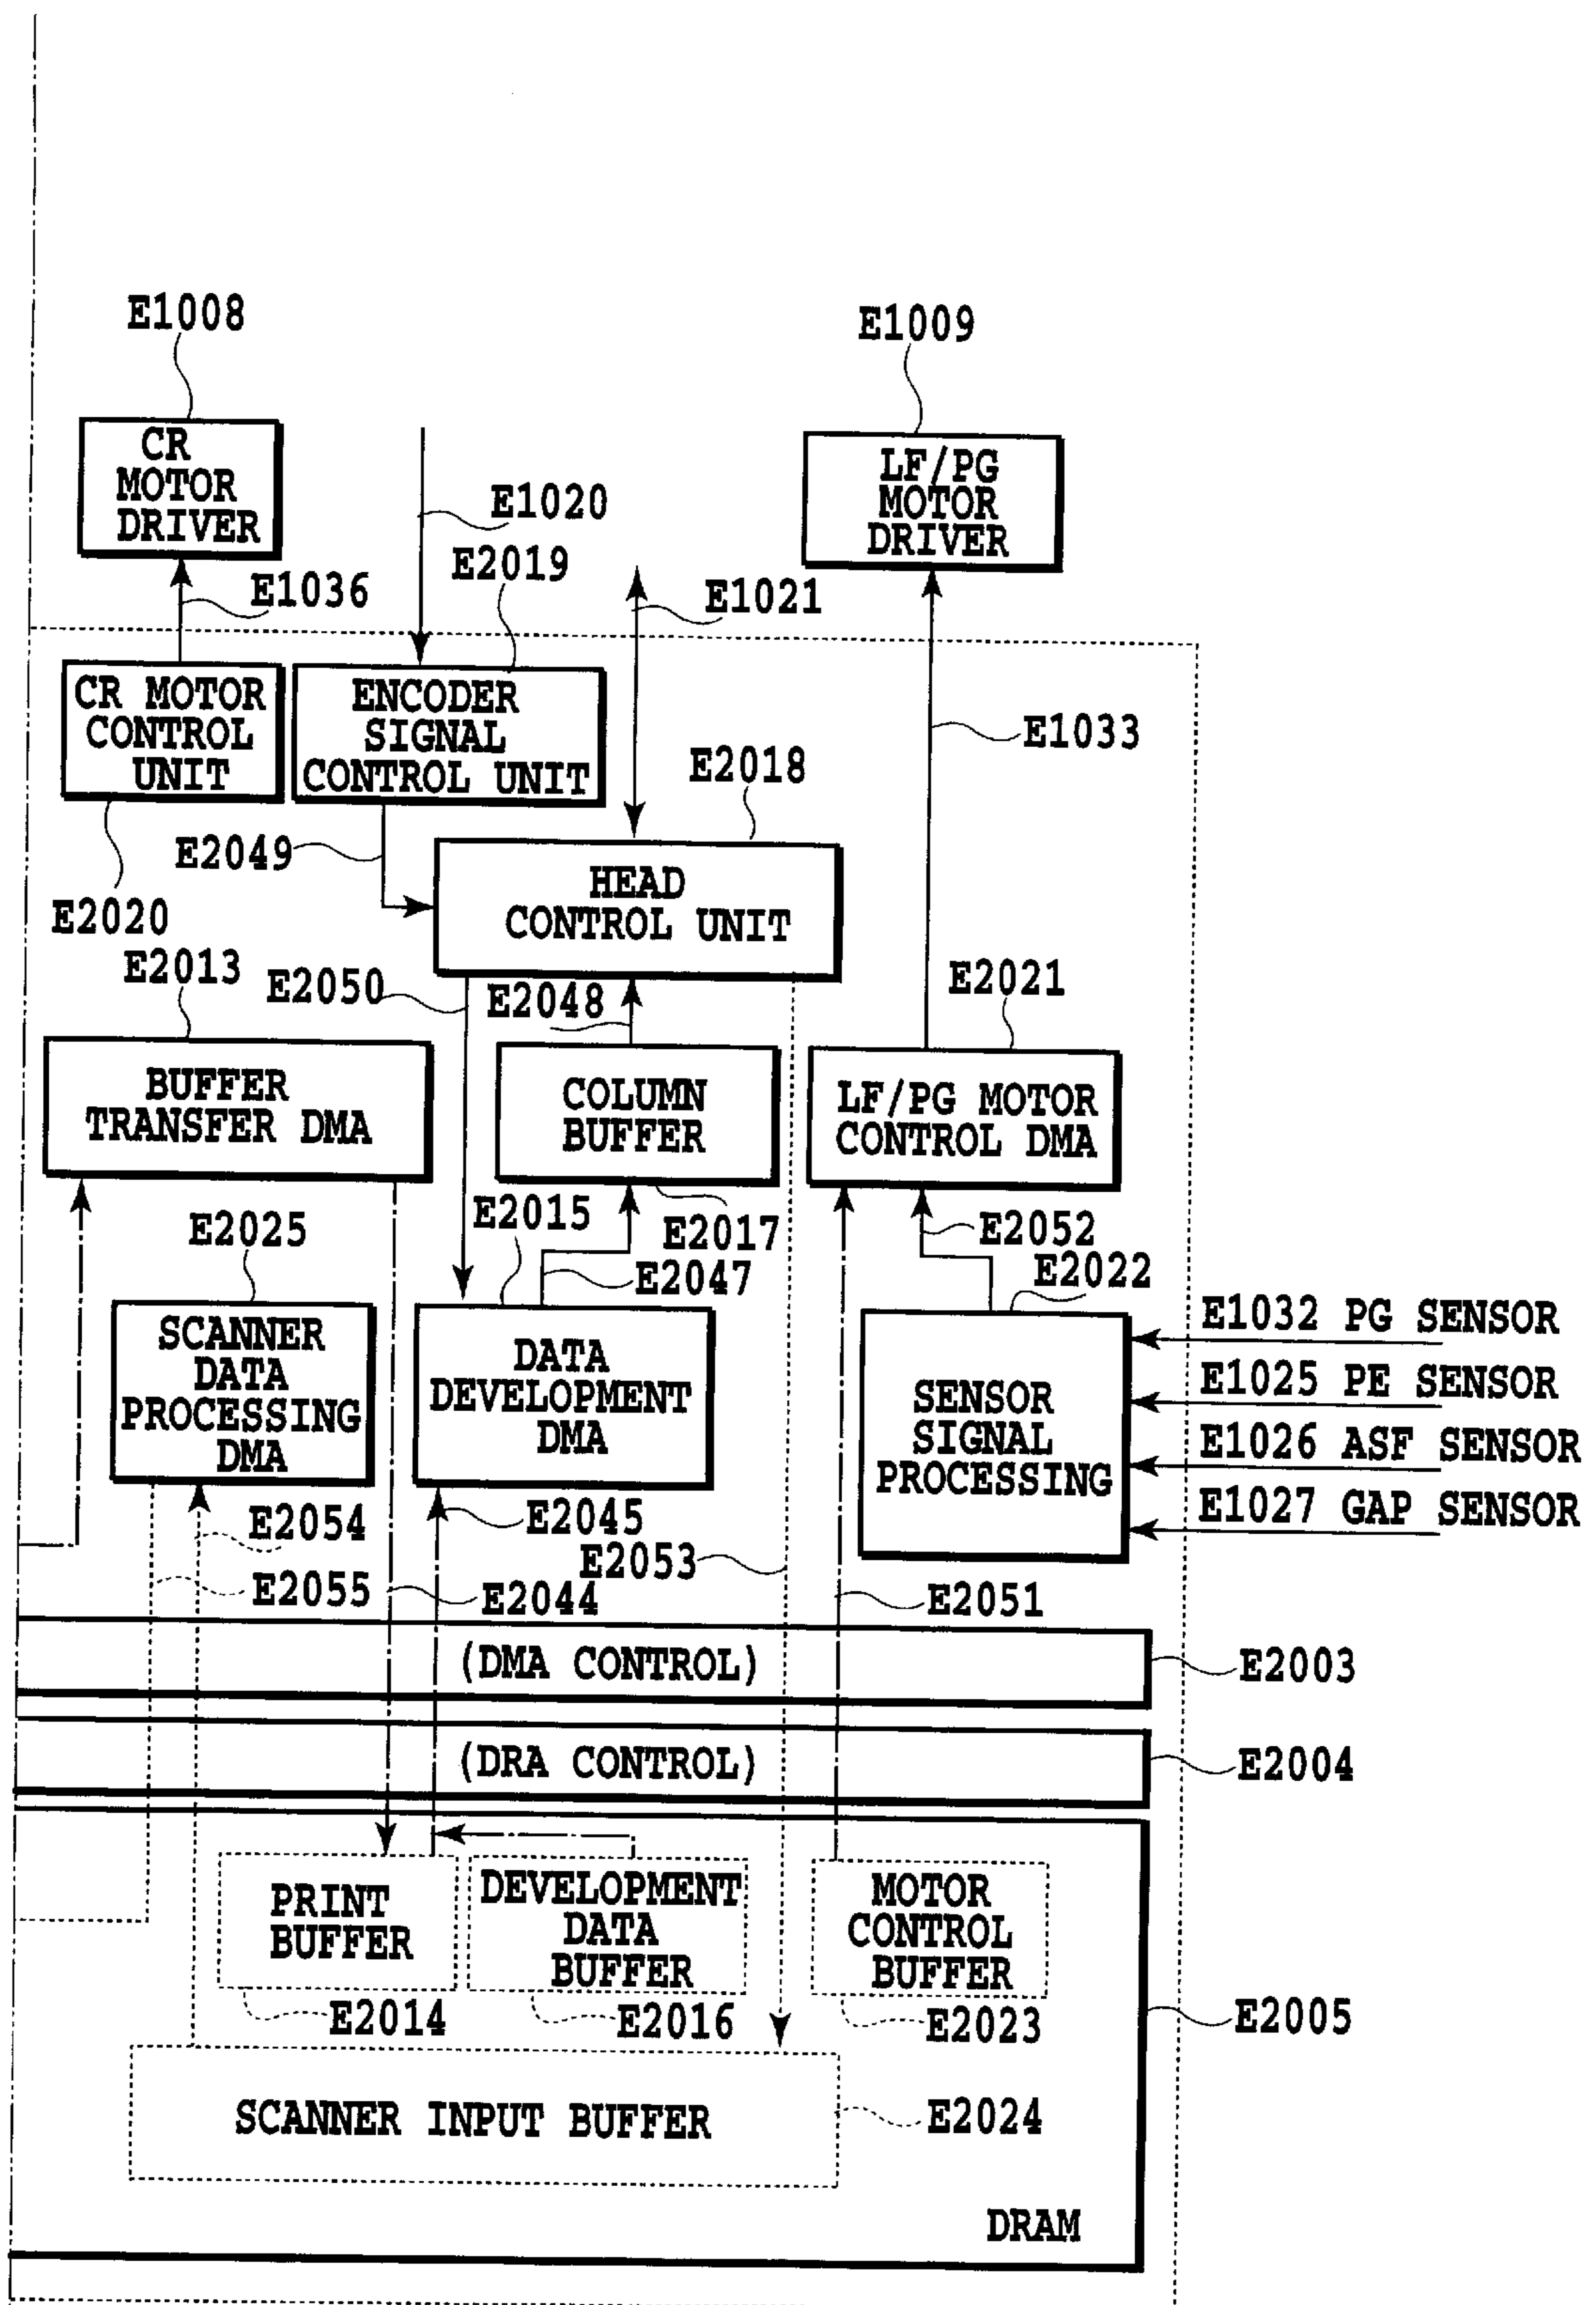 E1008
E1009
CR
MOTOR
DRIVER
LF/PG
MOTOR
DRIVER
E1020
E2019
E1036
E1021
CR MOTOR
CONTROL
UNIT
ENCODER
SIGNAL
CONTROL UNIT
E1033
E2018
E2049
HEAD
CONTROL UNIT
E2020
E2013
E2050
E2048
E2021
BUFFER
TRANSFER DMA
COLUMN
BUFFER
LF/PG MOTOR
CONTROL DMA
E2025
E2015
E2017
E2052
E2047
E2022
SCANNER
DATA
PROCESSING
DMA
DATA
DEVELOPMENT
DMA
SENSOR
SIGNAL
PROCESSING
E1032 PG SENSOR
E1025 PE SENSOR
E1026 ASF SENSOR
E1027 GAP SENSOR
E2054
E2045
E2053
E2055
E2044
E2051
(DMA CONTROL)
E2003
(DRA CONTROL)
E2004
PRINT
BUFFER
DEVELOPMENT
DATA
BUFFER
MOTOR
CONTROL
BUFFER
E2014
E2016
E2023
E2005
SCANNER INPUT BUFFER
E2024
DRAM